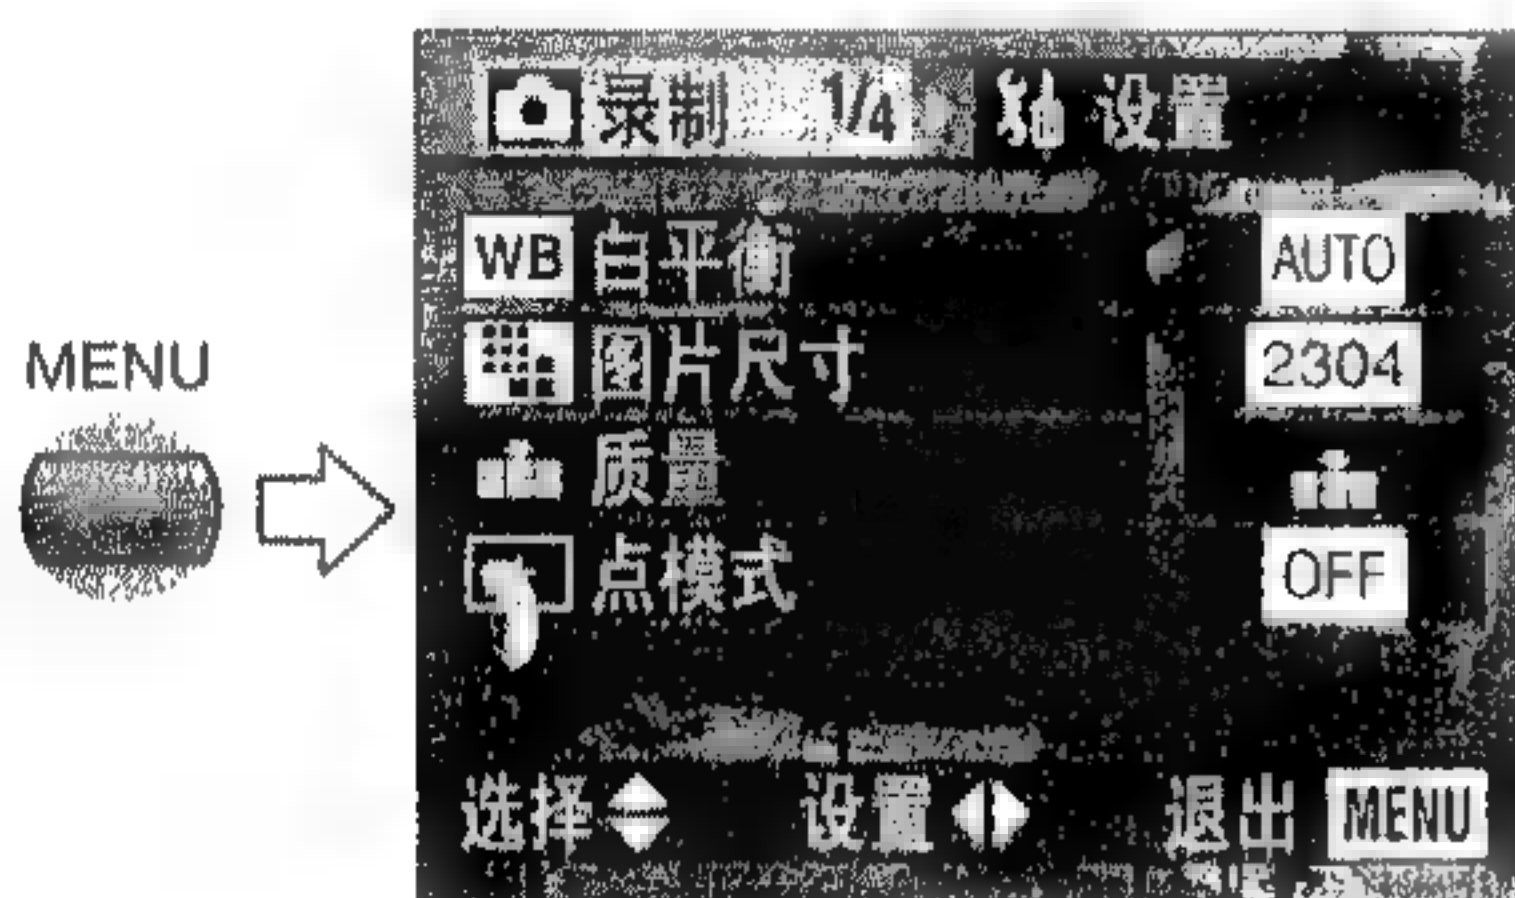 MENU
录制 1/4 设置
WB 白平衡 AUTO
图片尺寸 2304
质量
点模式 OFF
选择 设置 退出 MENU